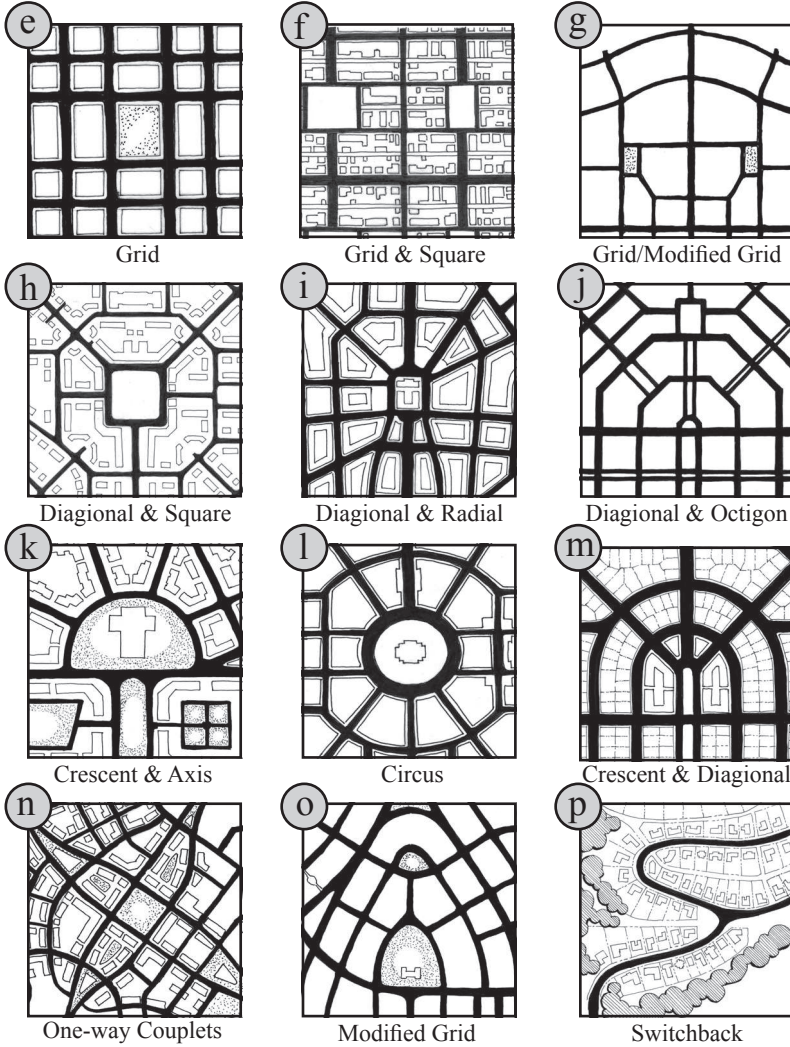 e f g
Grid Grid & Square Grid/Modified Grid
h i j
Diagional & Square Diagional & Radial Diagional & Octigon
k l m
Crescent & Axis Circus Crescent & Diagional
n o p
One-way Couplets Modified Grid Switchback